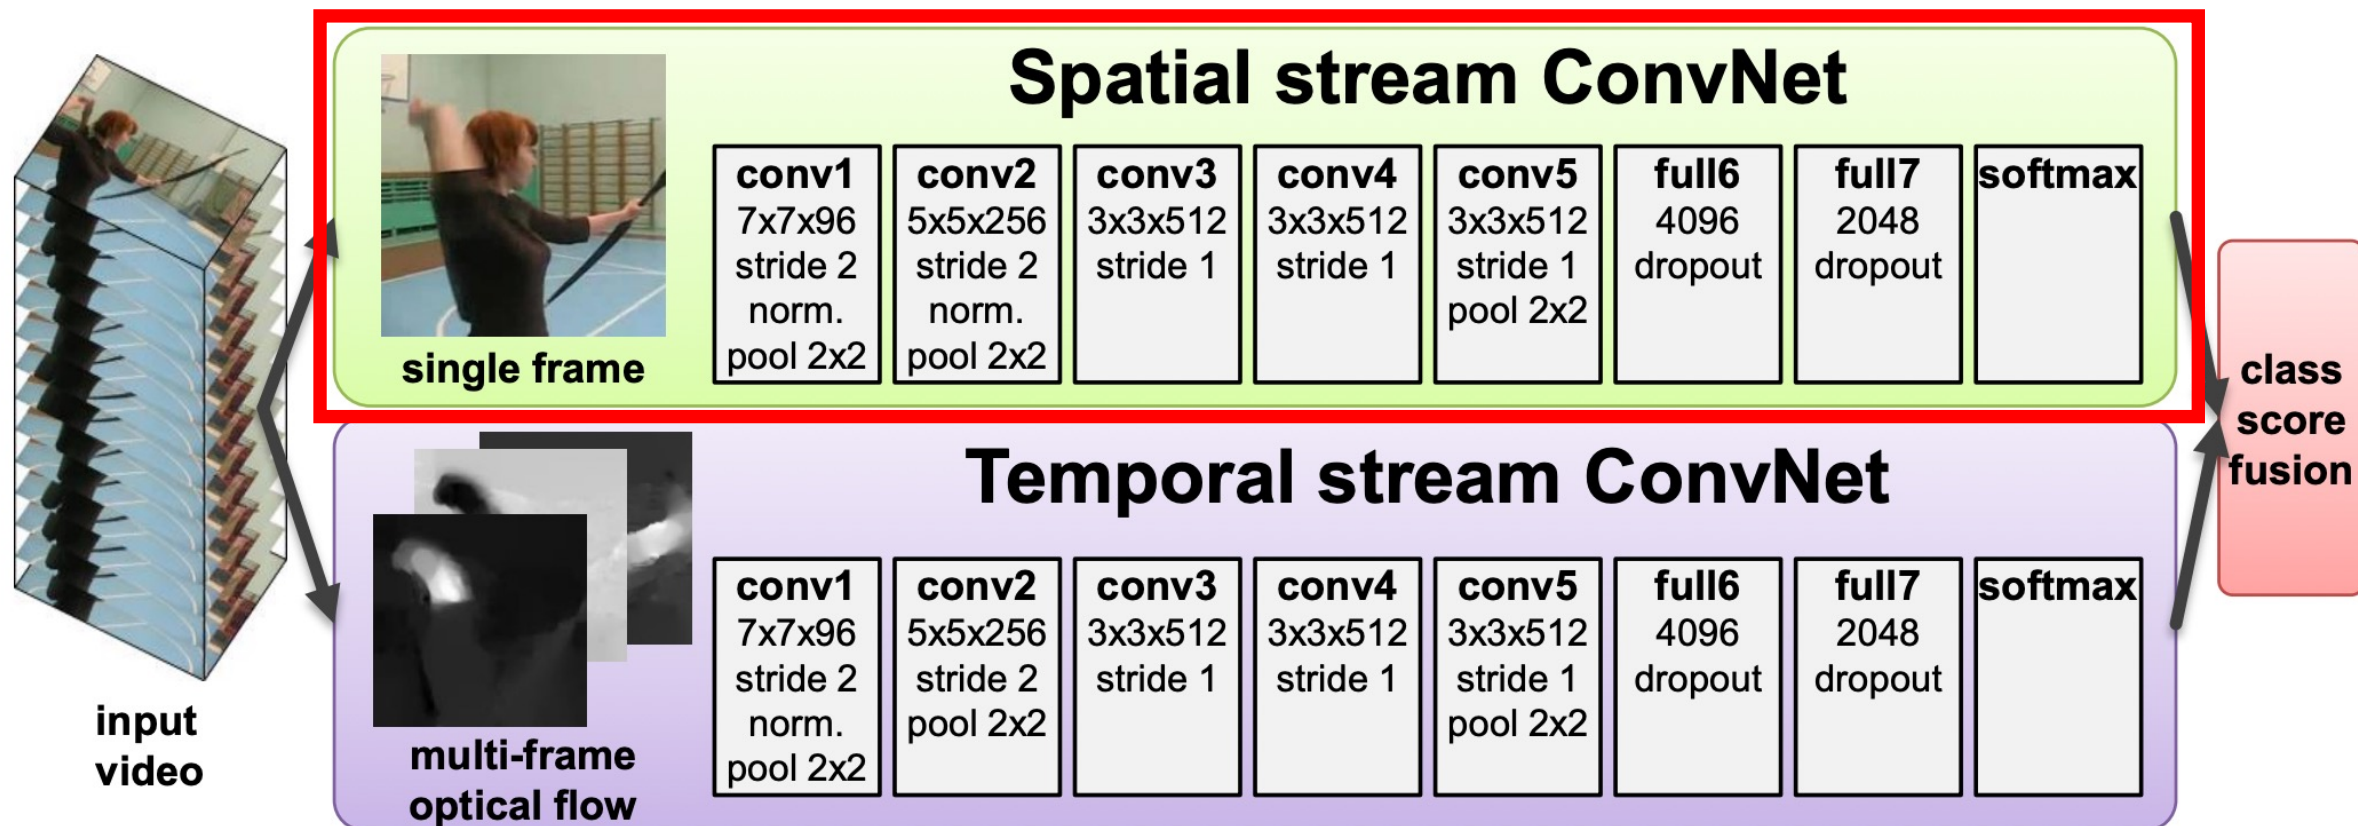 Spatial stream ConvNet
single frame
conv1
7x7x96
stride 2
norm.
pool 2x2
conv2
5x5x256
stride 2
norm.
pool 2x2
conv3
3x3x512
stride 1
conv4
3x3x512
stride 1
conv5
3x3x512
stride 1
pool 2x2
full6
4096
dropout
full7
2048
dropout
softmax
input
video
Temporal stream ConvNet
multi-frame
optical flow
conv1
7x7x96
stride 2
norm.
pool 2x2
conv2
5x5x256
stride 2
pool 2x2
conv3
3x3x512
stride 1
conv4
3x3x512
stride 1
conv5
3x3x512
stride 1
pool 2x2
full6
4096
dropout
full7
2048
dropout
softmax
class
score
fusion